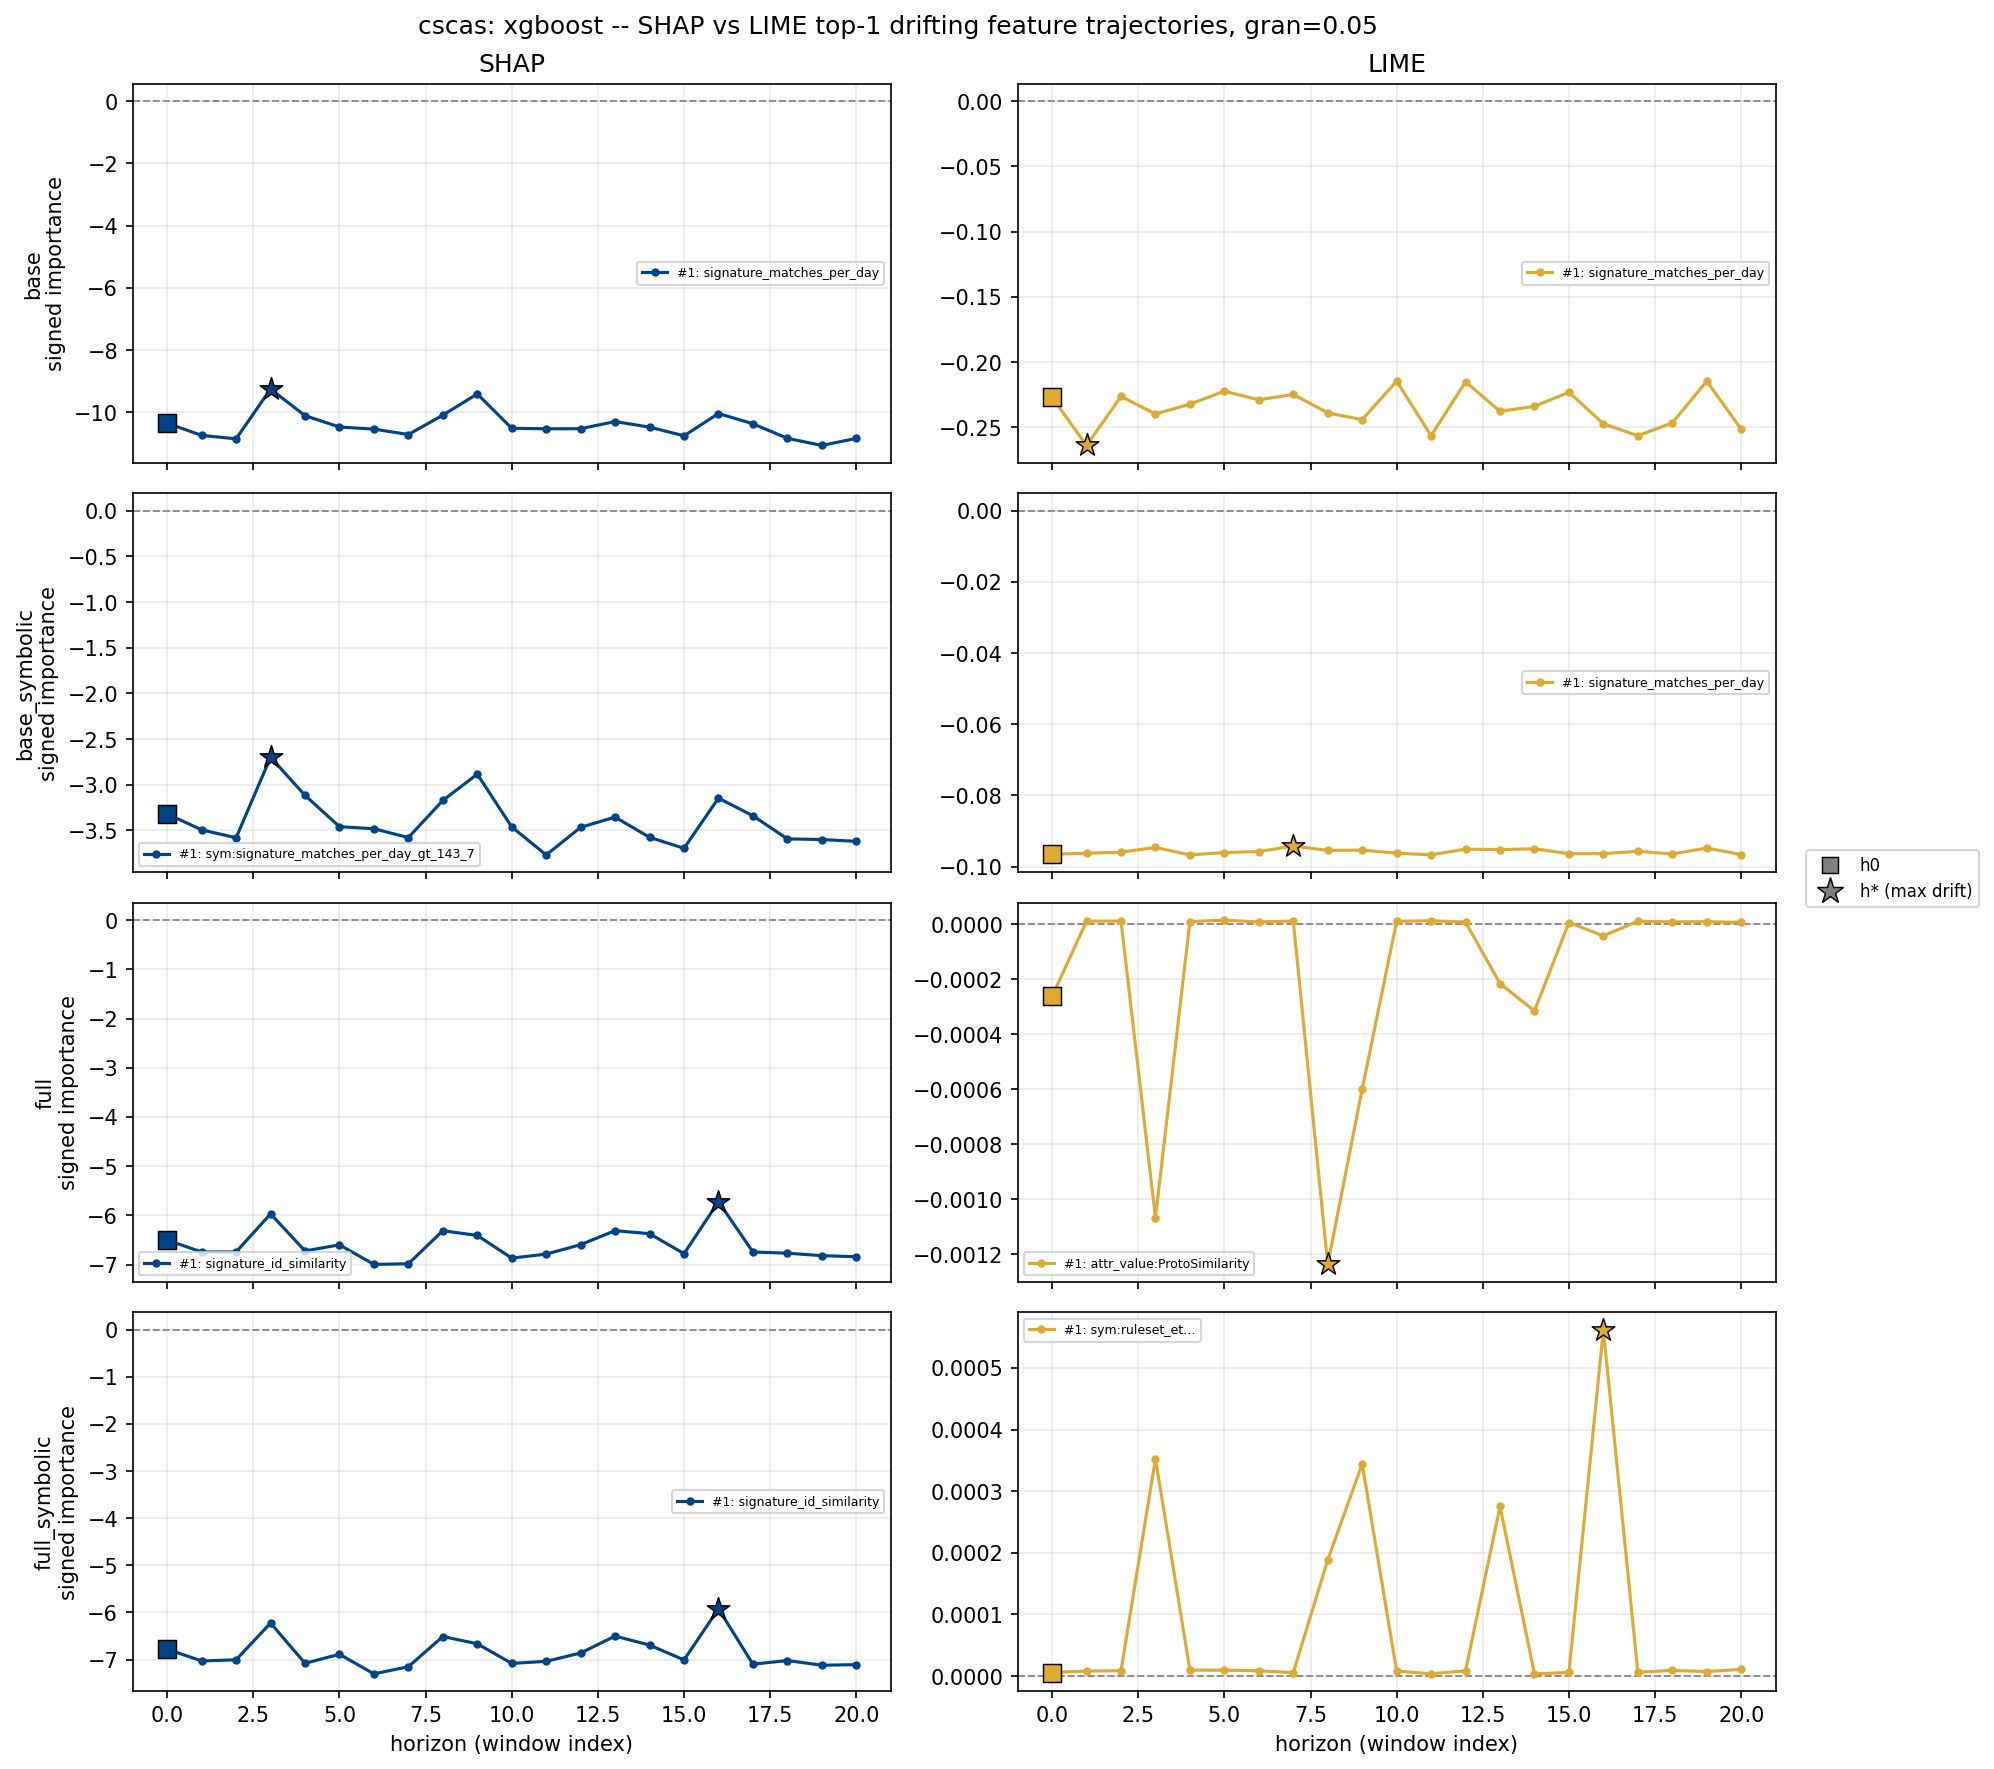 cscas: xgboost -- SHAP vs LIME top-1 drifting feature trajectories, gran=0.05
SHAP
LIME
base
signed importance
0
−2
−4
−6
−8
−10
#1: signature_matches_per_day
0.00
−0.05
−0.10
−0.15
−0.20
−0.25
#1: signature_matches_per_day
base_symbolic
signed importance
0.0
−0.5
−1.0
−1.5
−2.0
−2.5
−3.0
−3.5
#1: sym:signature_matches_per_day_gt_143_7
0.00
−0.02
−0.04
−0.06
−0.08
−0.10
#1: signature_matches_per_day
h0
h* (max drift)
full
signed importance
0
−1
−2
−3
−4
−5
−6
−7
#1: signature_id_similarity
0.0000
−0.0002
−0.0004
−0.0006
−0.0008
−0.0010
−0.0012
#1: attr_value:ProtoSimilarity
full_symbolic
signed importance
0
−1
−2
−3
−4
−5
−6
−7
#1: signature_id_similarity
0.0 2.5 5.0 7.5 10.0 12.5 15.0 17.5 20.0
horizon (window index)
#1: sym:ruleset_et...
0.0005
0.0004
0.0003
0.0002
0.0001
0.0000
0.0 2.5 5.0 7.5 10.0 12.5 15.0 17.5 20.0
horizon (window index)